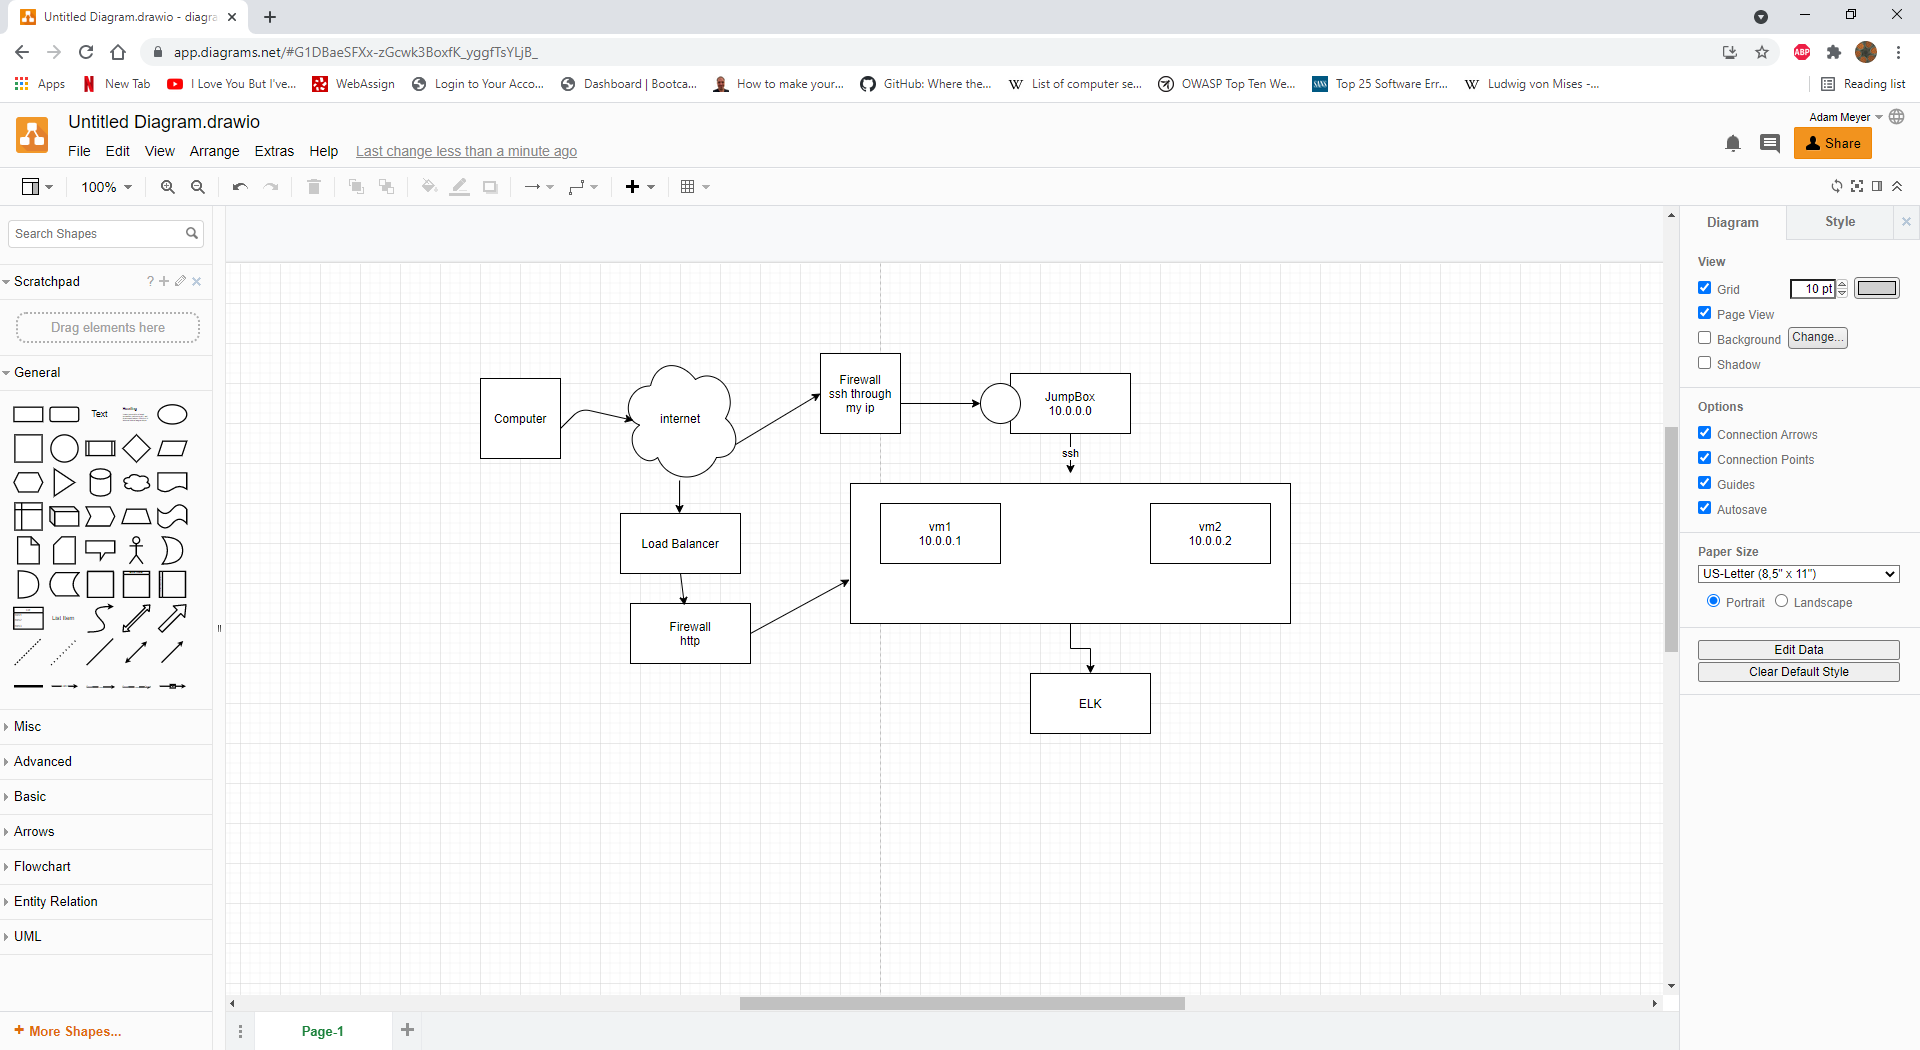 Untitled Diagram.drawio - diagra
app.diagrams.net/#G1DBaeSFXx-zGcwk3BoxfK_yggfTsYLjB_
ABP
Apps
New Tab
I Love You But I've...
WebAssign
Login to Your Acco...
Dashboard | Bootca...
How to make your...
GitHub: Where the...
List of computer se...
OWASP Top Ten We...
SANS
Top 25 Software Err...
Ludwig von Mises -...
Reading list
Untitled Diagram.drawio
Adam Meyer
File Edit View Arrange Extras Help
Last change less than a minute ago
Share
100%
Search Shapes
Scratchpad
?
Drag elements here
General
Text
Heading
List Item
Misc
Advanced
Basic
Arrows
Flowchart
Entity Relation
UML
+ More Shapes...
Computer
internet
Firewall
ssh through
my ip
JumpBox
10.0.0.0
ssh
vm1
10.0.0.1
vm2
10.0.0.2
Load Balancer
Firewall
http
ELK
Page-1
Diagram
Style
View
Grid
10 pt
Page View
Background
Change...
Shadow
Options
Connection Arrows
Connection Points
Guides
Autosave
Paper Size
US-Letter (8,5" x 11")
Portrait
Landscape
Edit Data
Clear Default Style